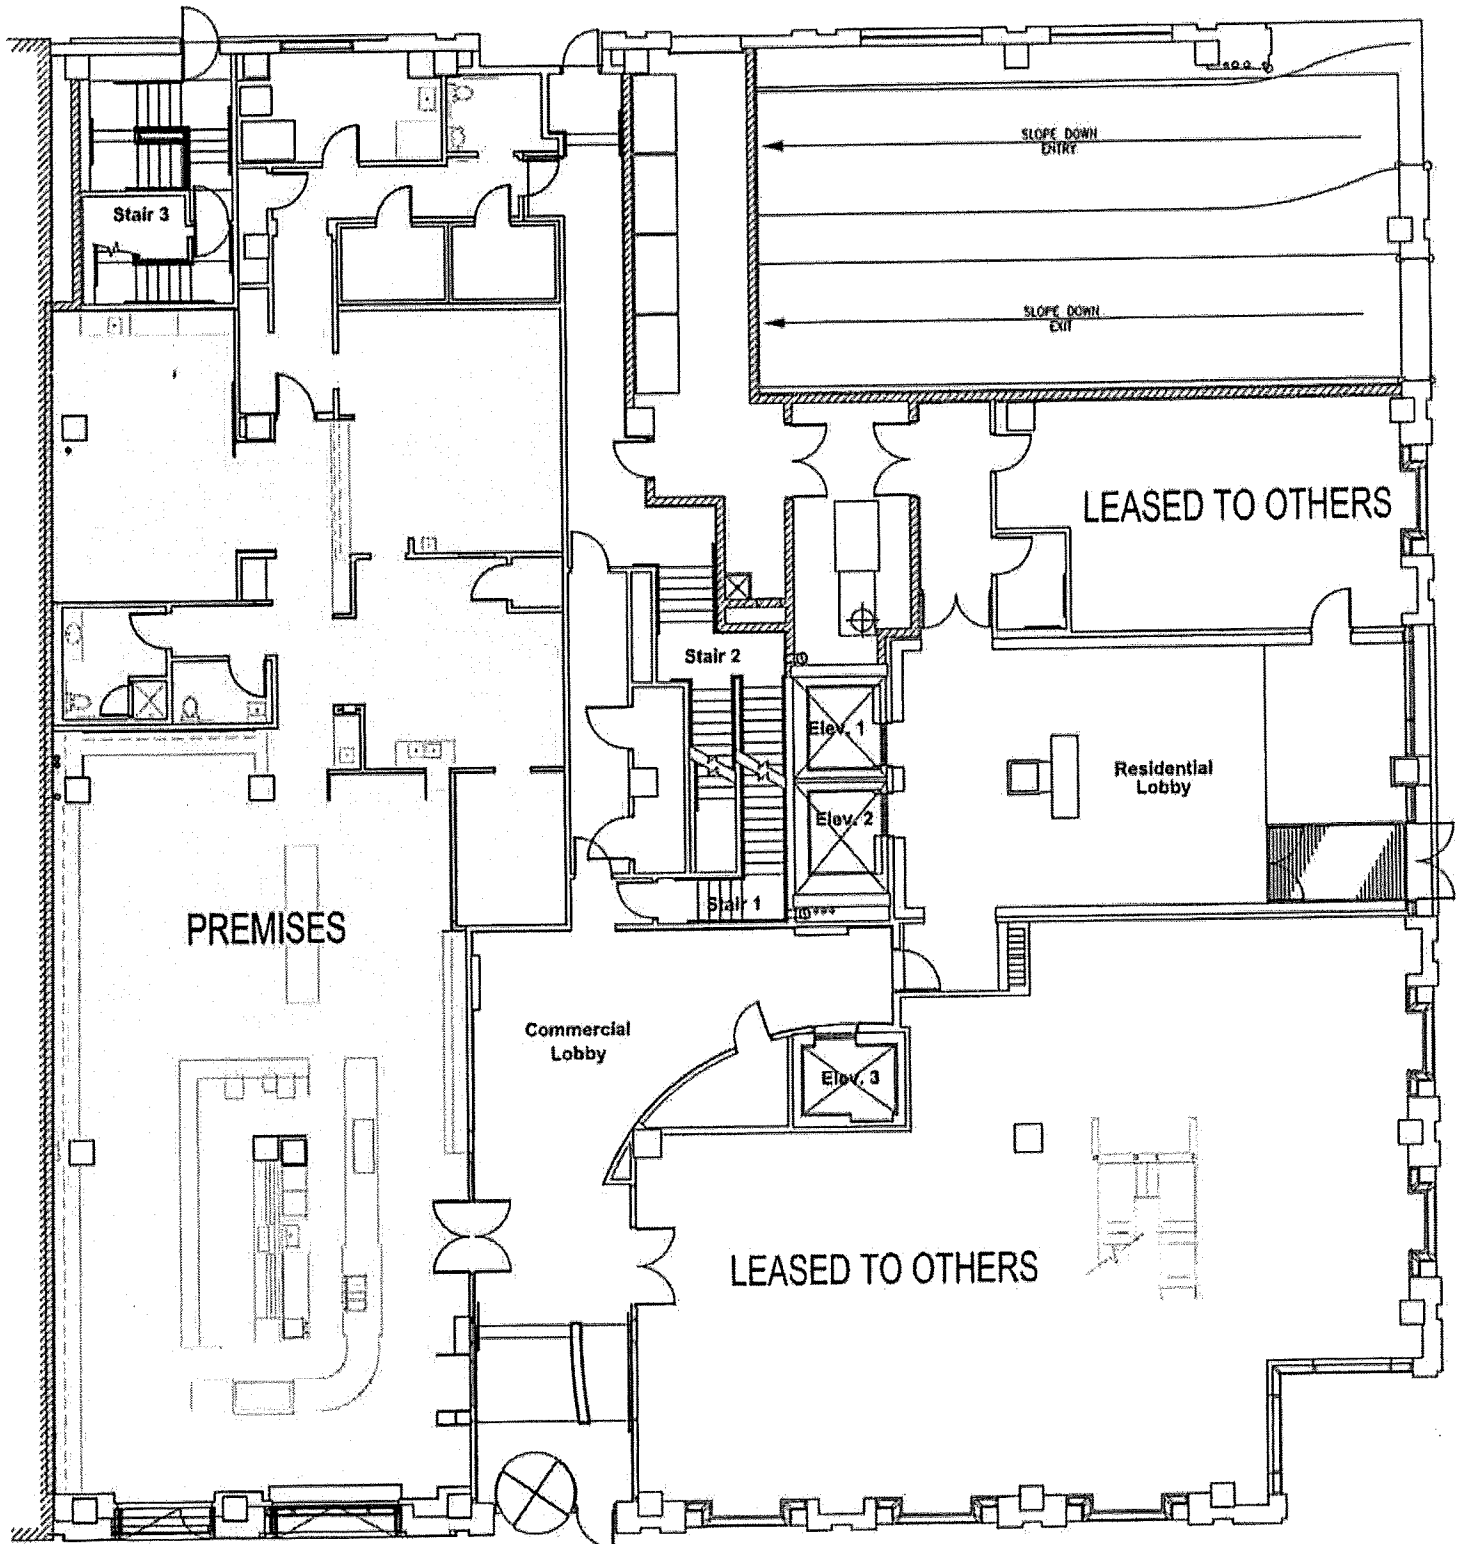 SLOPE DOWN
ENTRY
Stair 3
SLOPE DOWN
EXIT
LEASED TO OTHERS
Stair 2
Elev. 1
Residential
Lobby
Elev. 2
Stair 1
PREMISES
Commercial
Lobby
Elev. 3
LEASED TO OTHERS